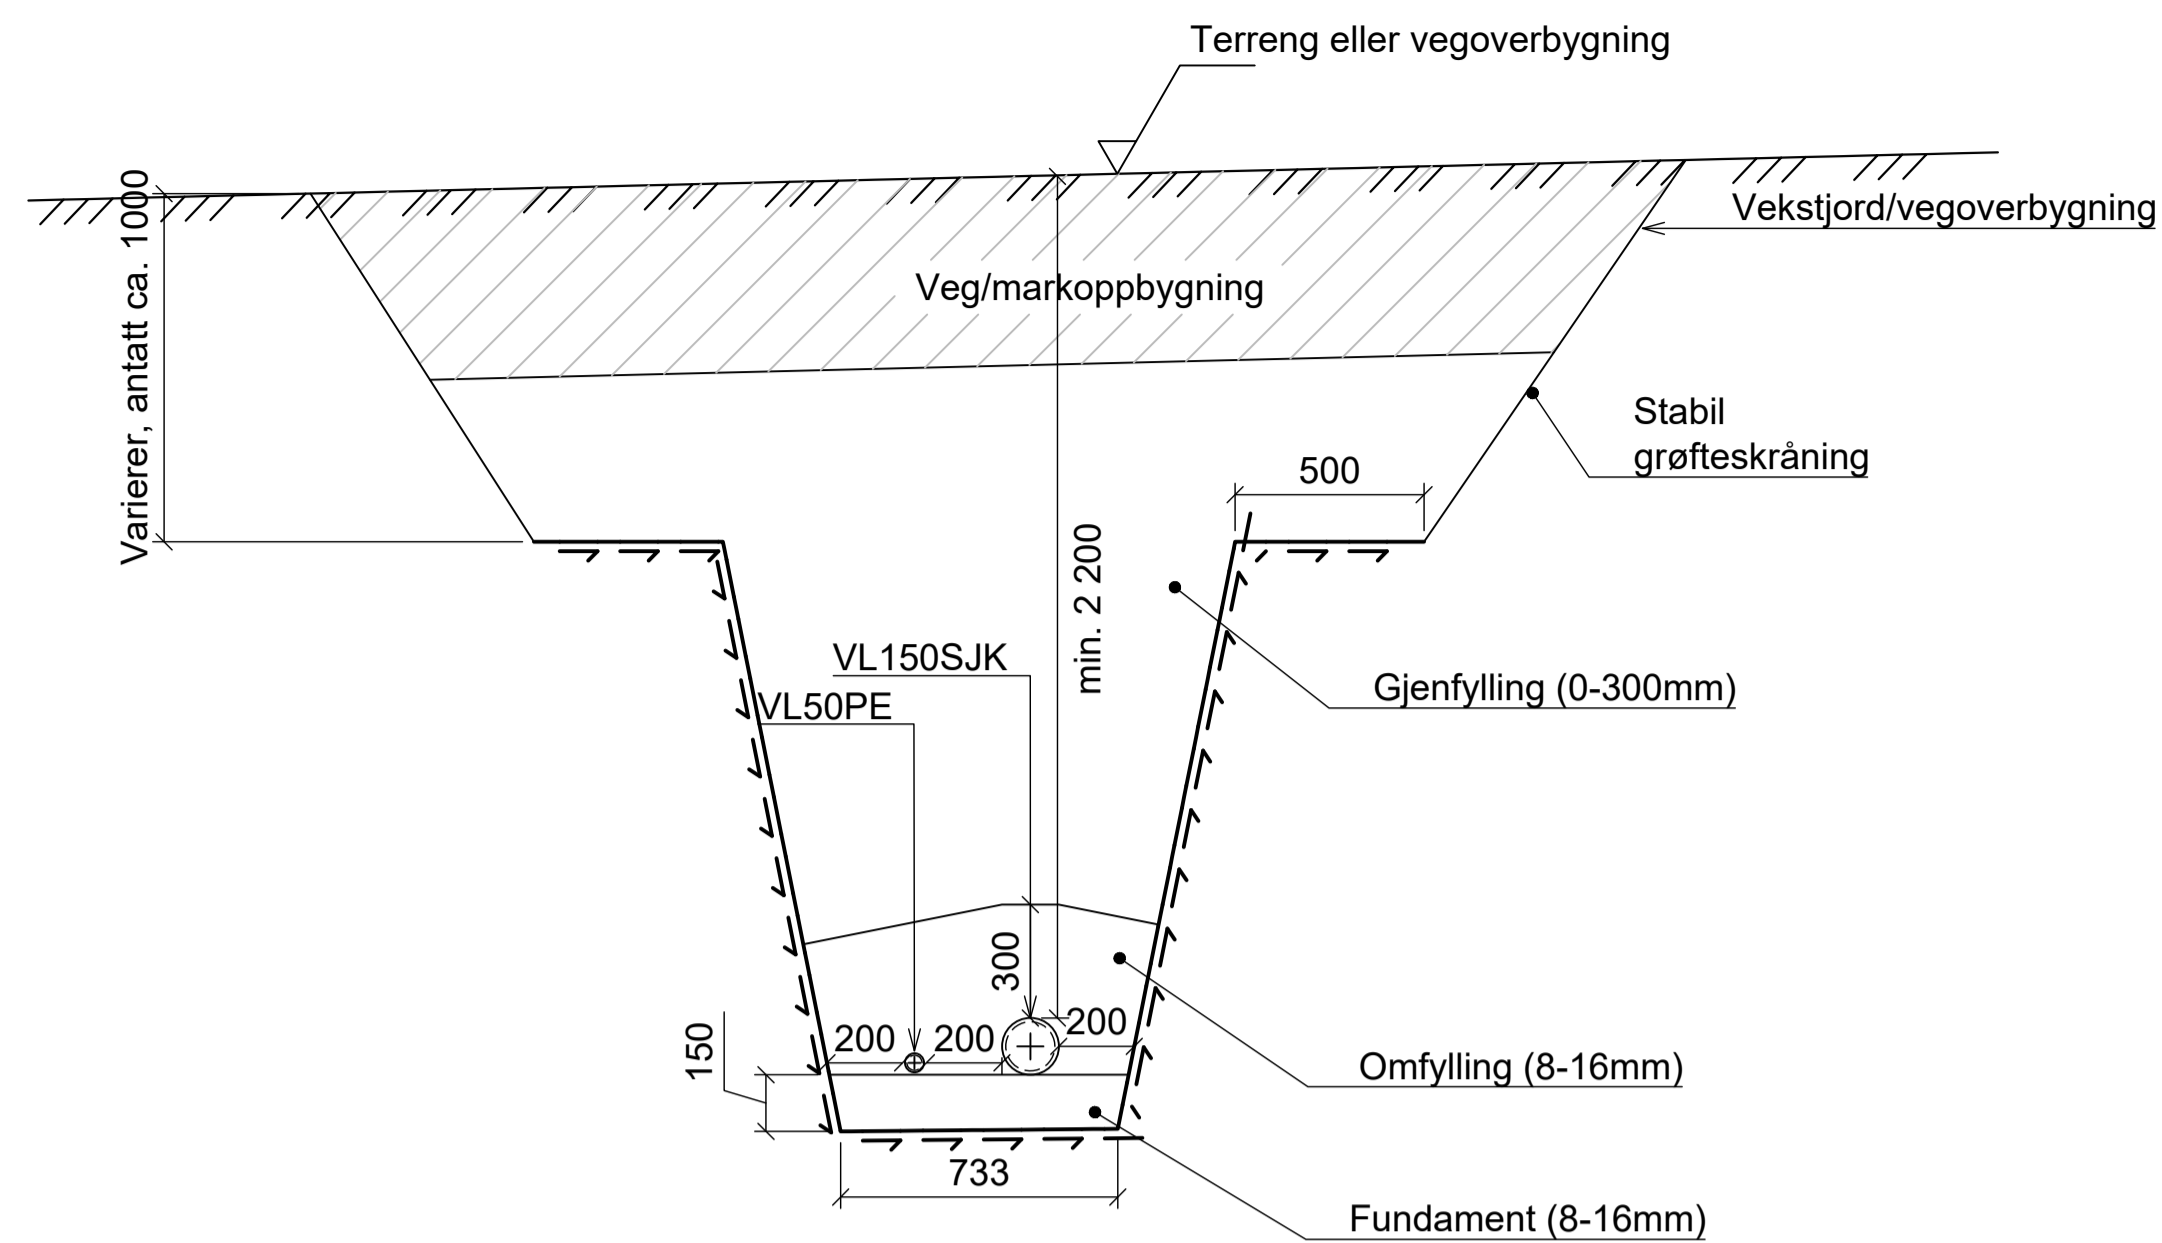 Terreng eller vegoverbygning
Varierer, antatt ca. 1000
Vekstjord/vegoverbygning
Veg/markoppbygning
Stabil
grøfteskråning
500
min. 2 200
VL150SJK
VL50PE
Gjenfylling (0-300mm)
300
200
200
200
150
Omfylling (8-16mm)
733
Fundament (8-16mm)